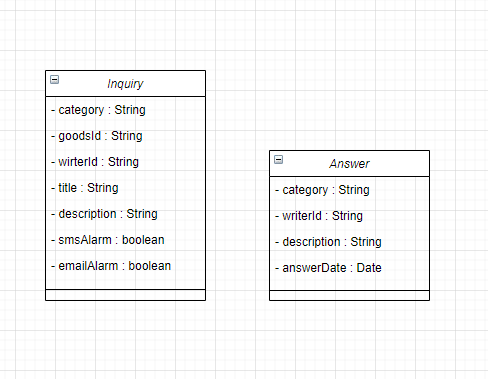 Inquiry
- category : String
- goodsId : String
- wirterId : String
- title : String
- description : String
- smsAlarm : boolean
- emailAlarm : boolean
Answer
- category : String
- writerId : String
- description : String
- answerDate : Date